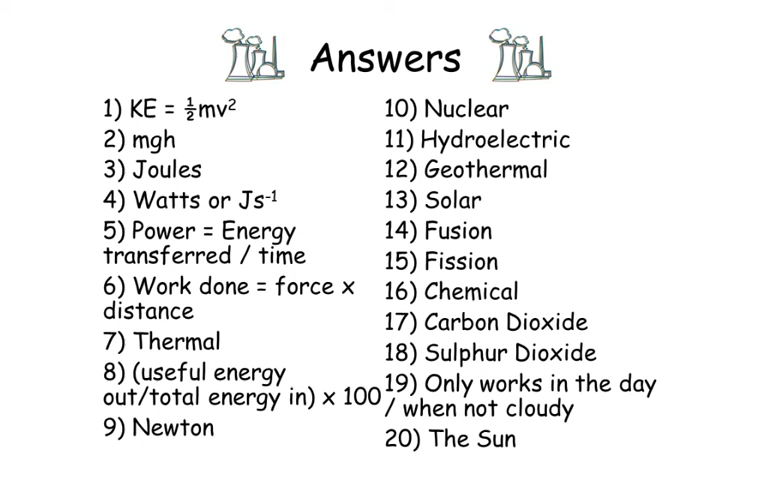 Answers
1) KE = ½mv²
2) mgh
3) Joules
4) Watts or Js⁻¹
5) Power = Energy
transferred / time
6) Work done = force x
distance
7) Thermal
8) (useful energy
out/total energy in) x 100
9) Newton
10) Nuclear
11) Hydroelectric
12) Geothermal
13) Solar
14) Fusion
15) Fission
16) Chemical
17) Carbon Dioxide
18) Sulphur Dioxide
19) Only works in the day
/ when not cloudy
20) The Sun